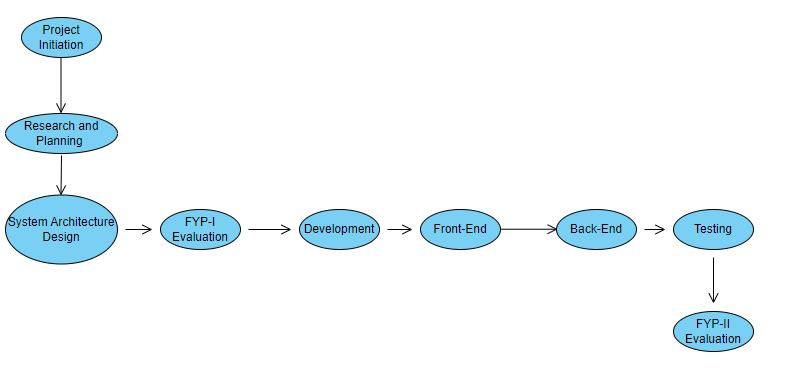 Project
Initiation
Research and
Planning
System Architecture
Design
FYP-I
Evaluation
Development
Front-End
Back-End
Testing
FYP-II
Evaluation